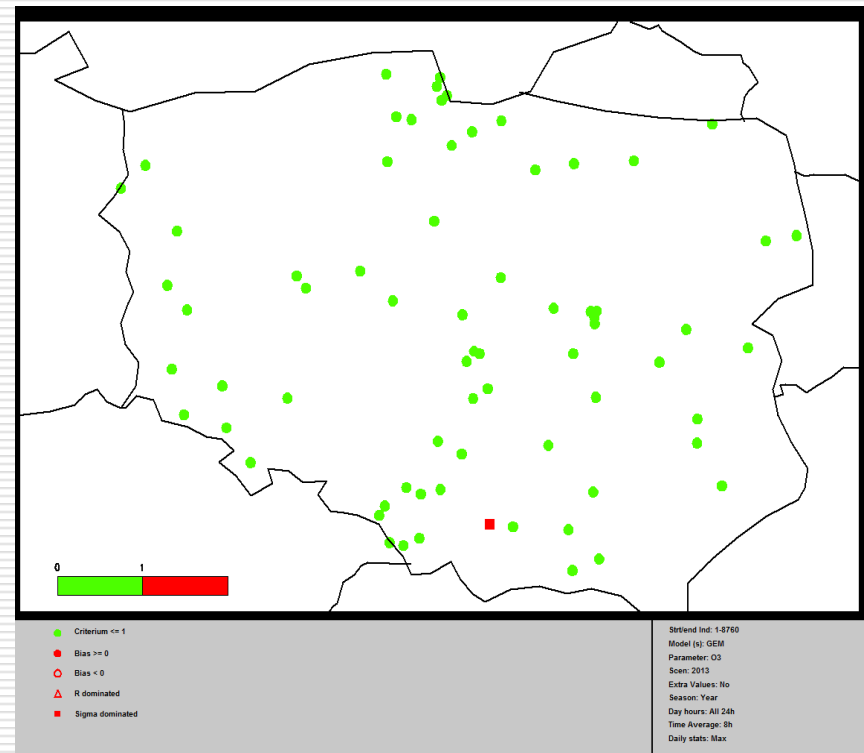 0 1
Criterium <= 1
Bias >= 0
Bias < 0
R dominated
Sigma dominated
Strt/end Ind: 1-8760
Model (s): GEM
Parameter: O3
Scen: 2013
Extra Values: No
Season: Year
Day hours: All 24h
Time Average: 8h
Daily stats: Max